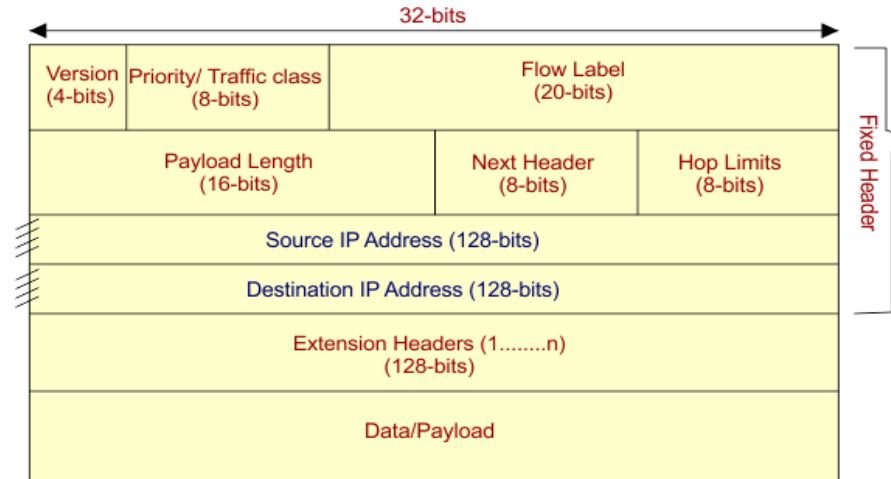 32-bits
Version
(4-bits)
Priority/ Traffic class
(8-bits)
Flow Label
(20-bits)
Fixed Header
Payload Length
(16-bits)
Next Header
(8-bits)
Hop Limits
(8-bits)
Source IP Address (128-bits)
Destination IP Address (128-bits)
Extension Headers (1........n)
(128-bits)
Data/Payload